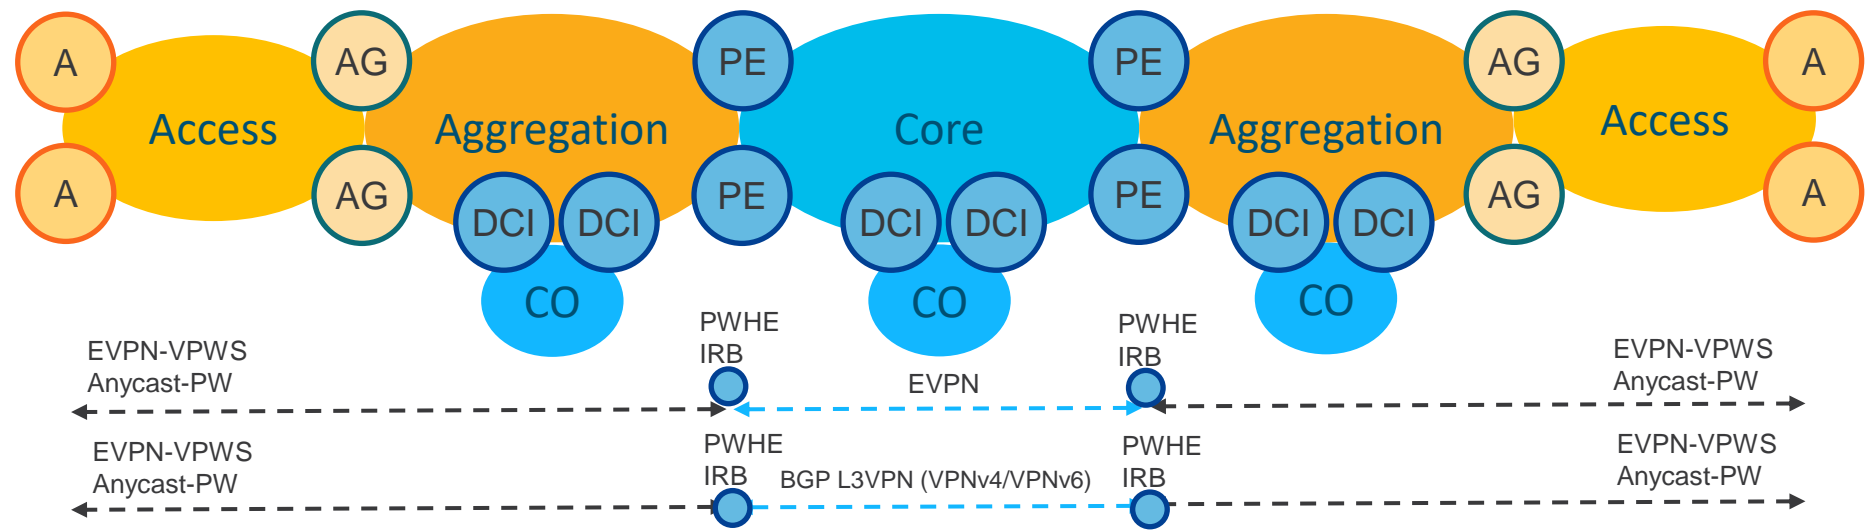 A
AG
PE
PE
AG
A
Access
Aggregation
Core
Aggregation
Access
A
AG
PE
PE
AG
A
DCI
DCI
DCI
DCI
DCI
DCI
CO
CO
CO
PWHE
IRB
PWHE
IRB
EVPN-VPWS
Anycast-PW
EVPN
EVPN-VPWS
Anycast-PW
EVPN-VPWS
Anycast-PW
PWHE
IRB
BGP L3VPN (VPNv4/VPNv6)
PWHE
IRB
EVPN-VPWS
Anycast-PW